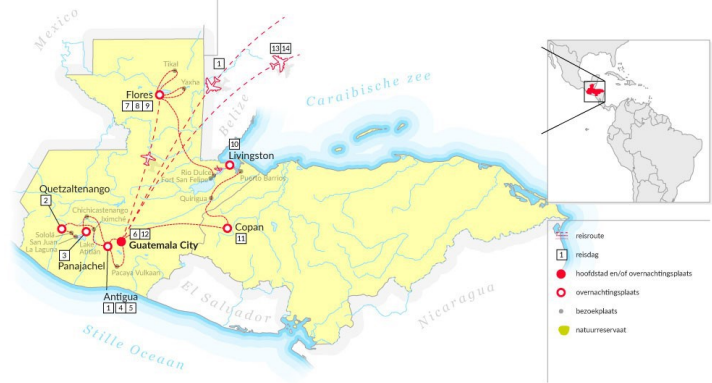 Mexico
1
13 14
Tikal
Yaxha
Flores
7 8 9
Belize
Caraibische zee
10
Livingston
Rio Dulce
Fort San Felipe
Puerto Barrios
Quirigua
Quetzaltenango
2
Chichicastenango
Iximché
Sololá
San Juan
La Laguna
Lake
Atitlán
3
Panajachel
6 12
Guatemala City
Copan
11
Pacaya Vulkaan
Antigua
1 4 5
El Salvador
Nicaragua
Stille Oceaan
reisroute
1 reisdag
hoofdstad en/of overnachtingsplaats
overnachtingsplaats
bezoekplaats
natuurreservaat